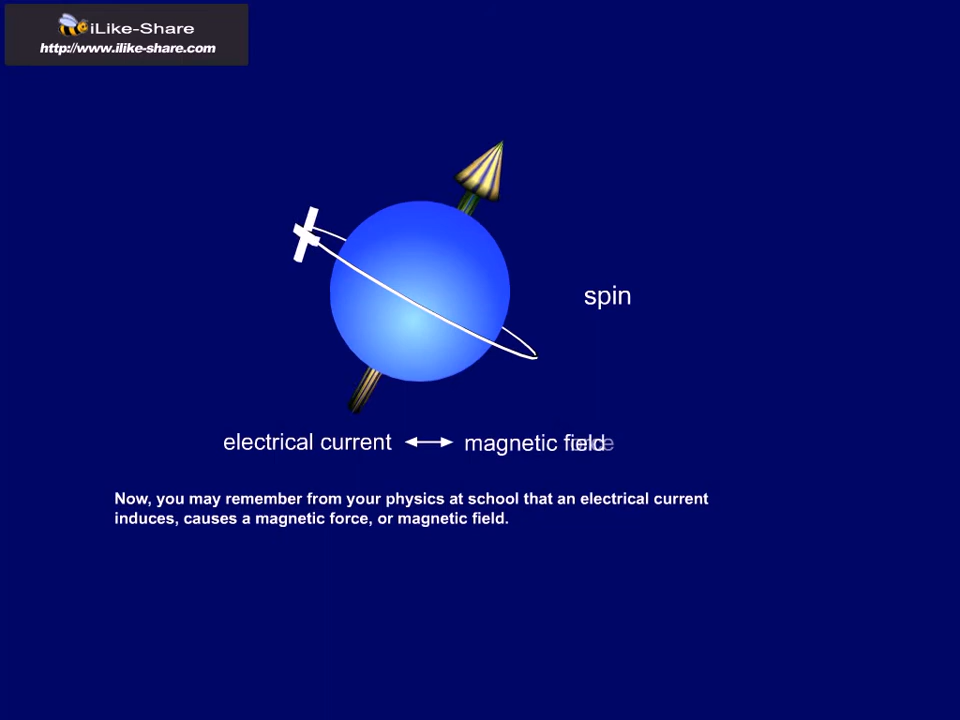 iLike-Share
http://www.ilike-share.com
spin
electrical current
magnetic field
Now, you may remember from your physics at school that an electrical current
induces, causes a magnetic force, or magnetic field.